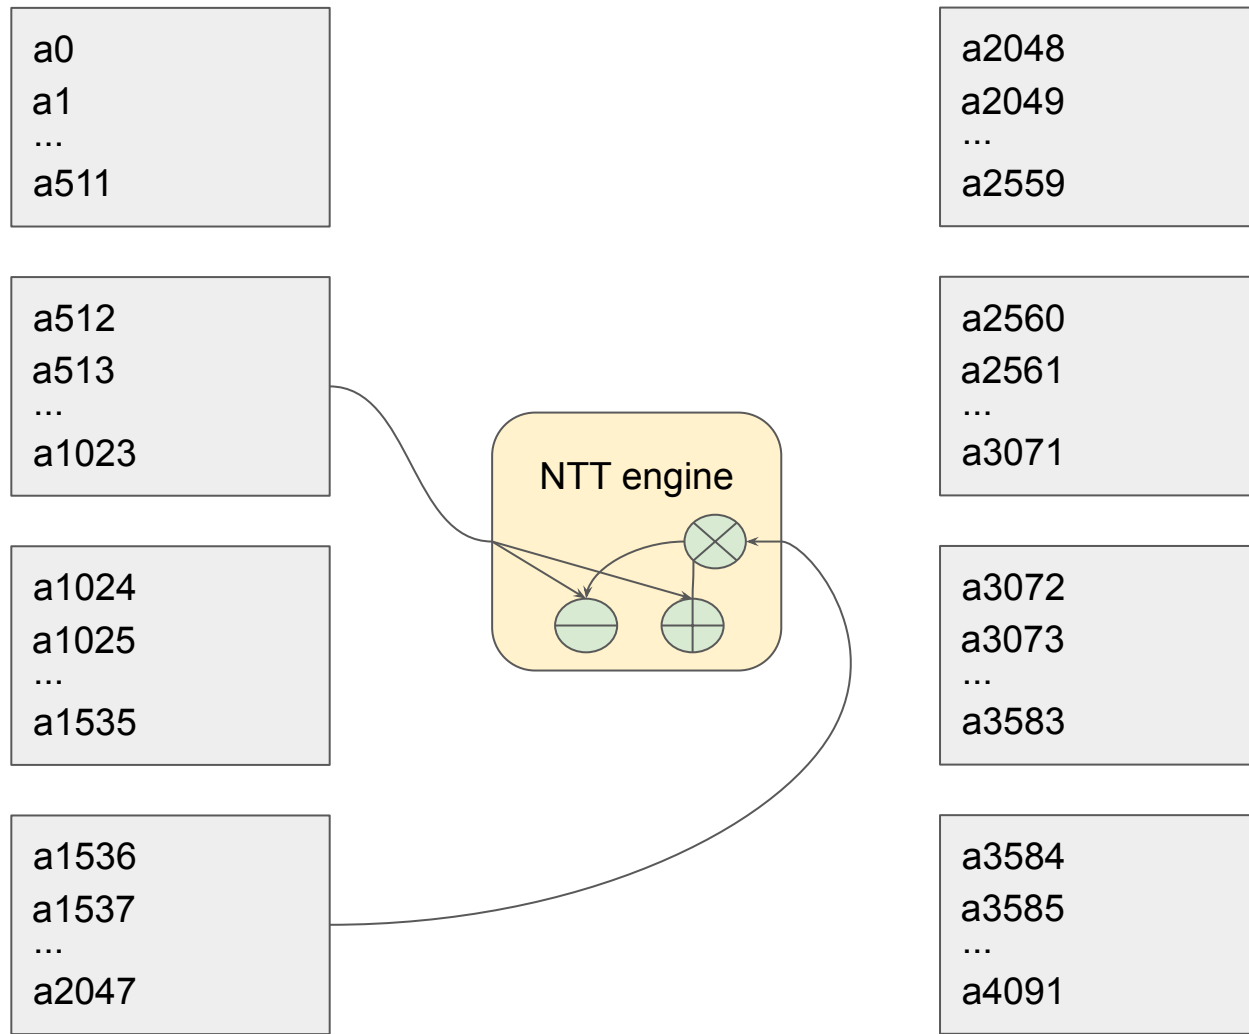 a0
a1
...
a511
a512
a513
...
a1023
a1024
a1025
...
a1535
a1536
a1537
...
a2047
NTT engine
a2048
a2049
...
a2559
a2560
a2561
...
a3071
a3072
a3073
...
a3583
a3584
a3585
...
a4091